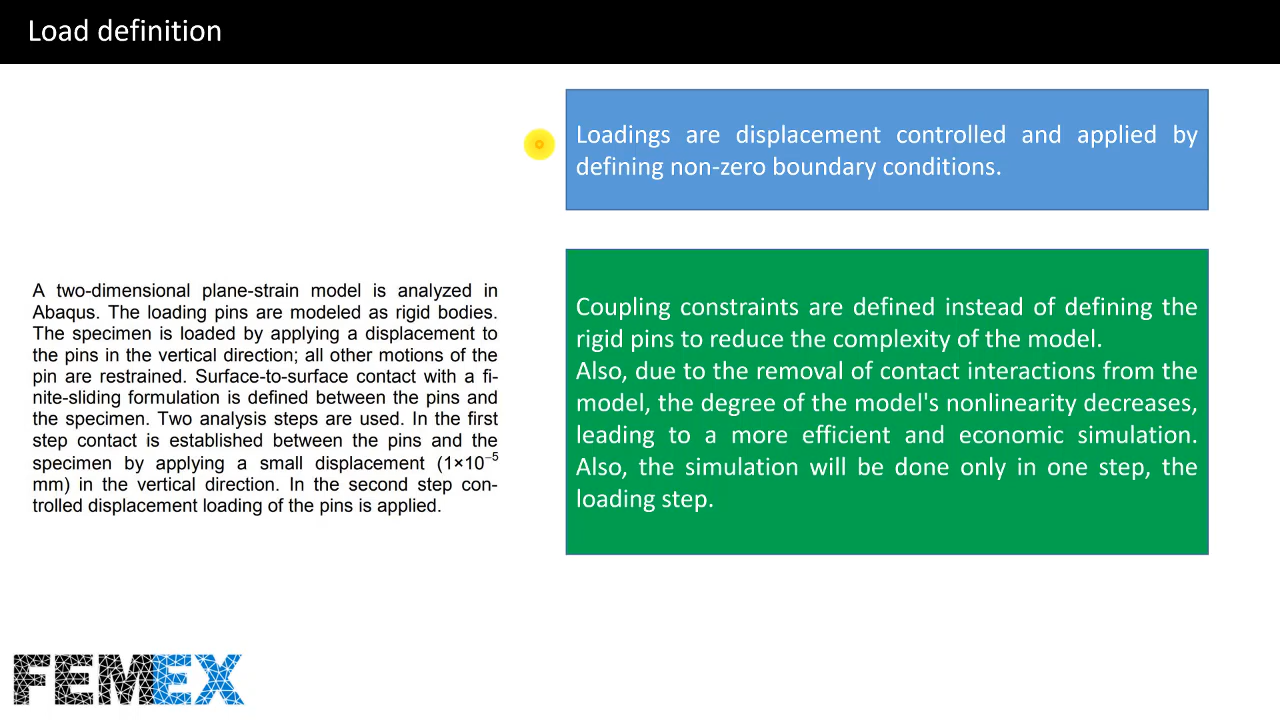 Load definition
Loadings are displacement controlled and applied by
defining non-zero boundary conditions.
A two-dimensional plane-strain model is analyzed in
Abaqus. The loading pins are modeled as rigid bodies.
The specimen is loaded by applying a displacement to
the pins in the vertical direction; all other motions of the
pin are restrained. Surface-to-surface contact with a fi-
nite-sliding formulation is defined between the pins and
the specimen. Two analysis steps are used. In the first
step contact is established between the pins and the
specimen by applying a small displacement (1×10⁻⁵
mm) in the vertical direction. In the second step con-
trolled displacement loading of the pins is applied.
Coupling constraints are defined instead of defining the
rigid pins to reduce the complexity of the model.
Also, due to the removal of contact interactions from the
model, the degree of the model's nonlinearity decreases,
leading to a more efficient and economic simulation.
Also, the simulation will be done only in one step, the
loading step.
FEMEX